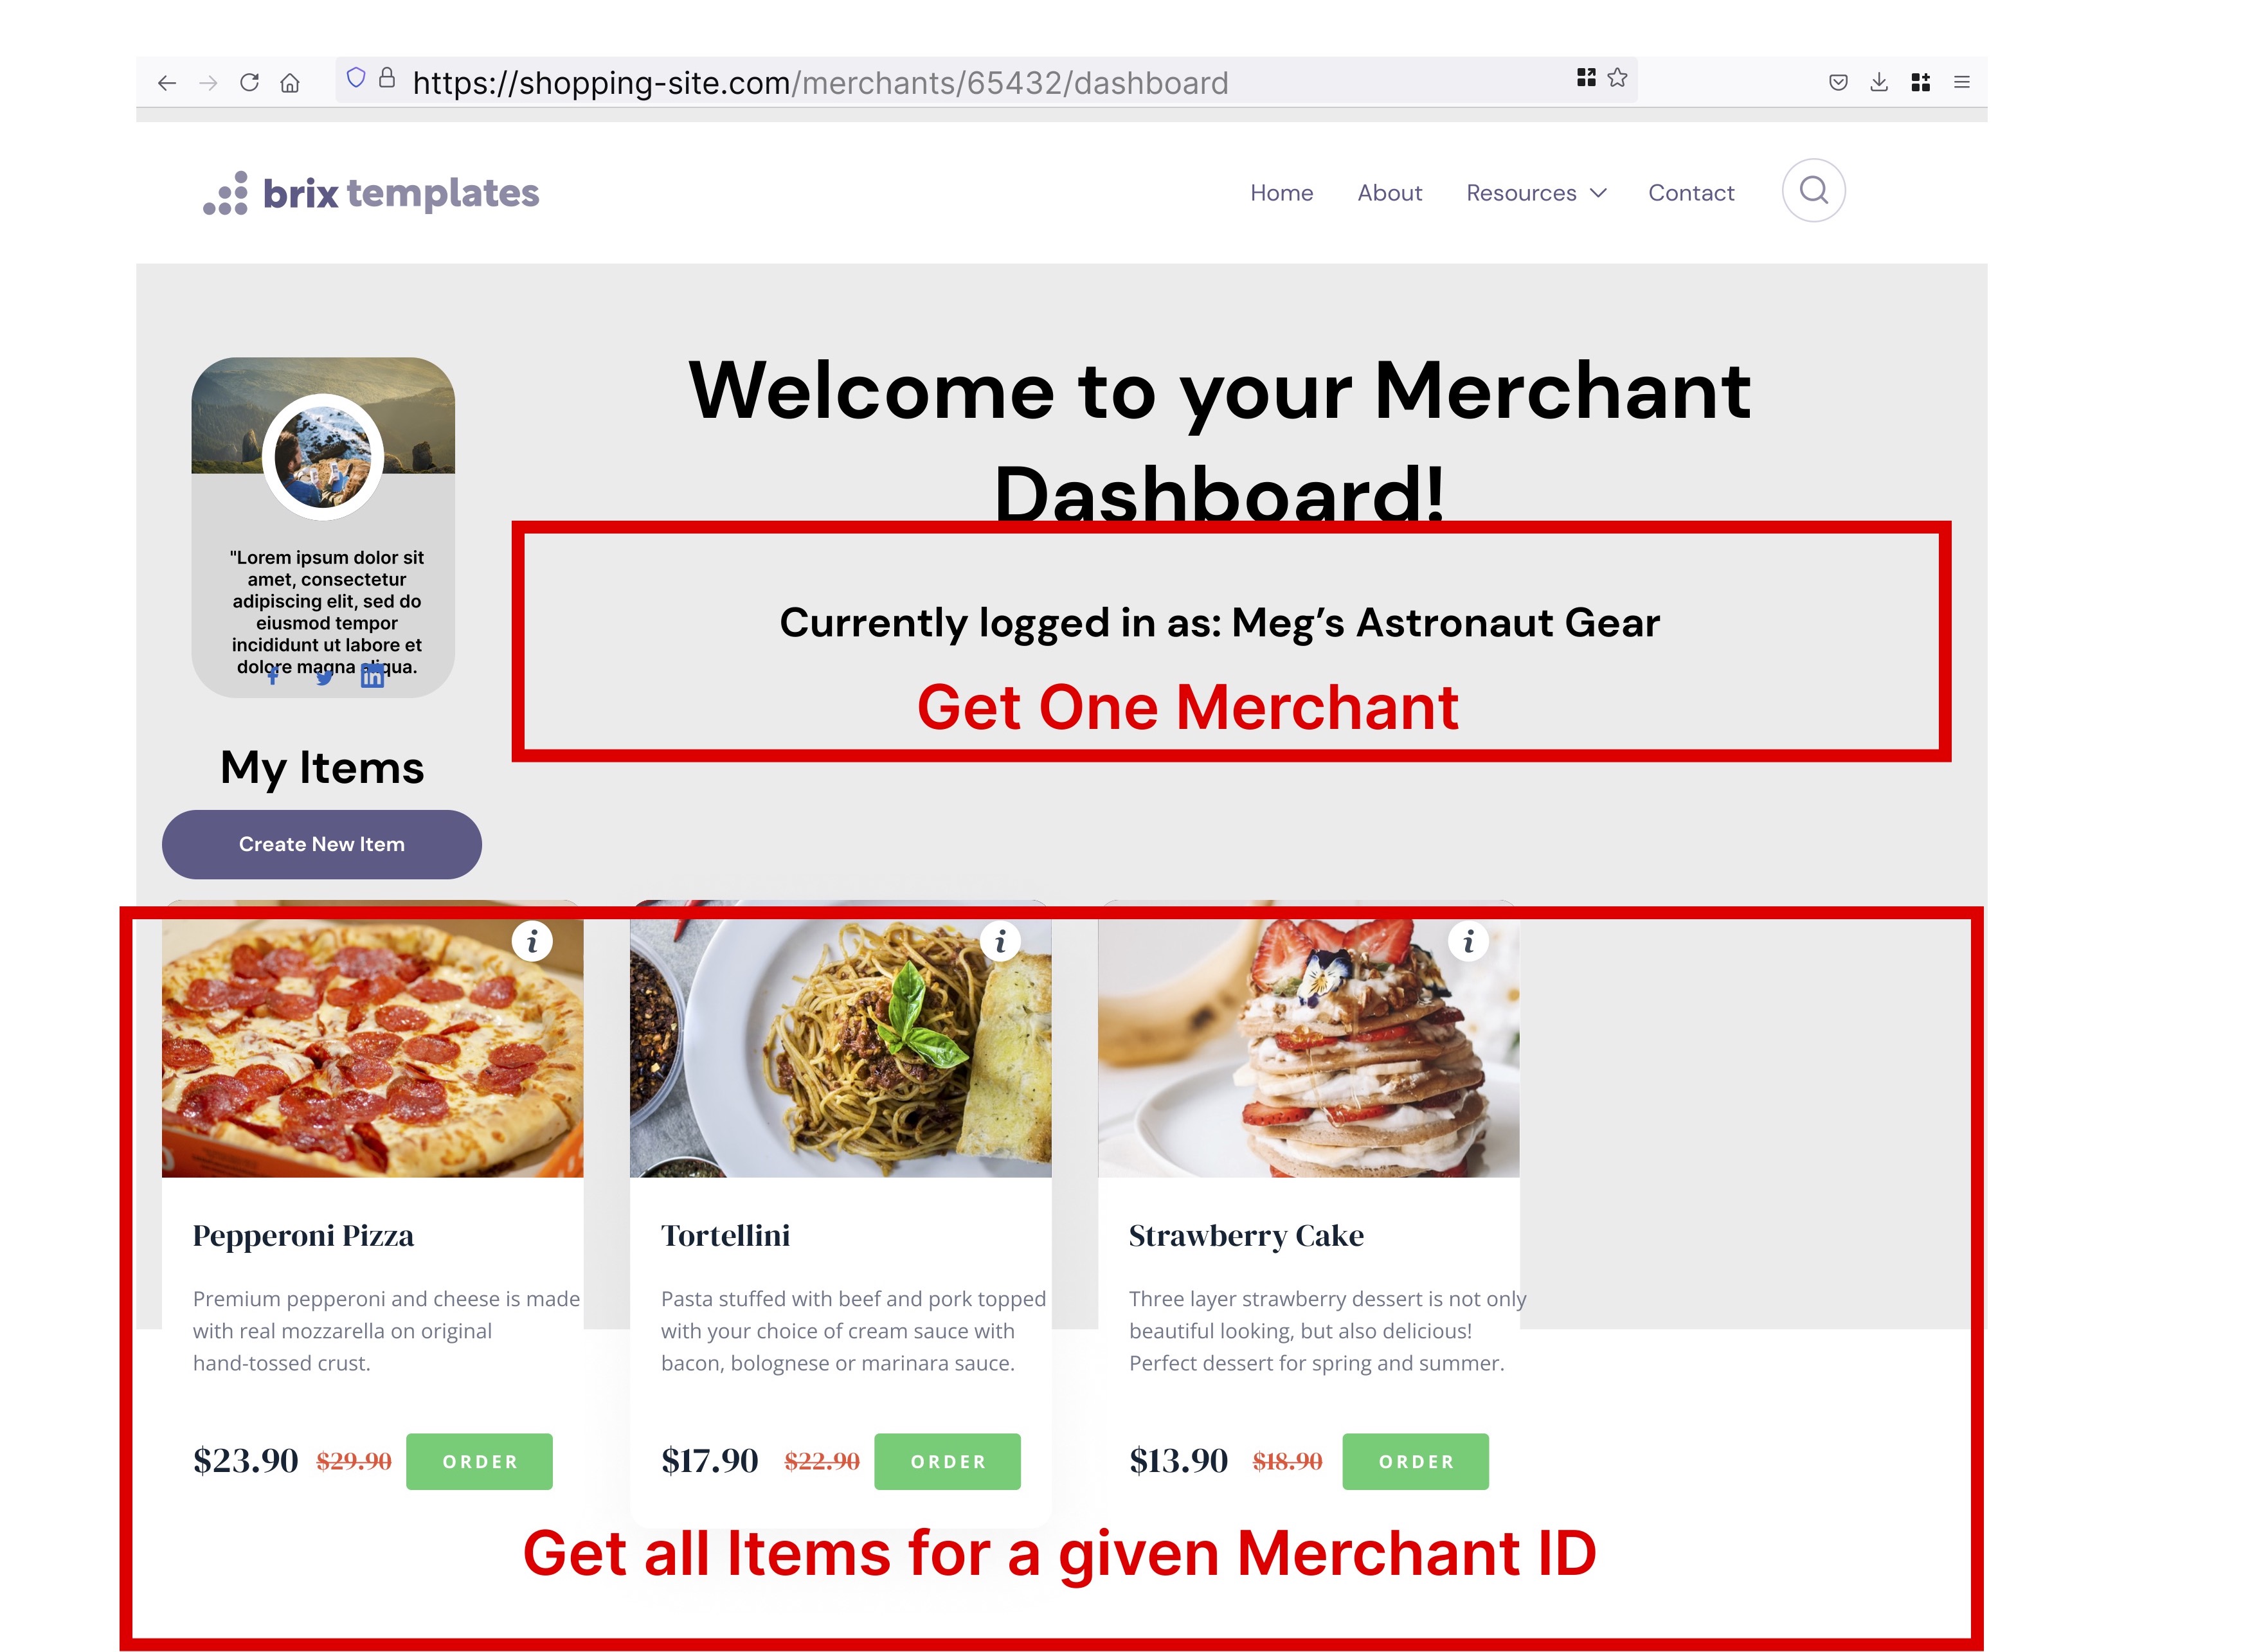 https://shopping-site.com/merchants/65432/dashboard
brix templates
Home About Resources Contact
Welcome to your Merchant
Dashboard!
"Lorem ipsum dolor sit
amet, consectetur
adipiscing elit, sed do
eiusmod tempor
incididunt ut labore et
dolore magna aliqua.
f in
Currently logged in as: Meg’s Astronaut Gear
Get One Merchant
My Items
Create New Item
i
i
i
Pepperoni Pizza
Premium pepperoni and cheese is made
with real mozzarella on original
hand-tossed crust.
$23.90 $29.90 ORDER
Tortellini
Pasta stuffed with beef and pork topped
with your choice of cream sauce with
bacon, bolognese or marinara sauce.
$17.90 $22.90 ORDER
Strawberry Cake
Three layer strawberry dessert is not only
beautiful looking, but also delicious!
Perfect dessert for spring and summer.
$13.90 $18.90 ORDER
Get all Items for a given Merchant ID